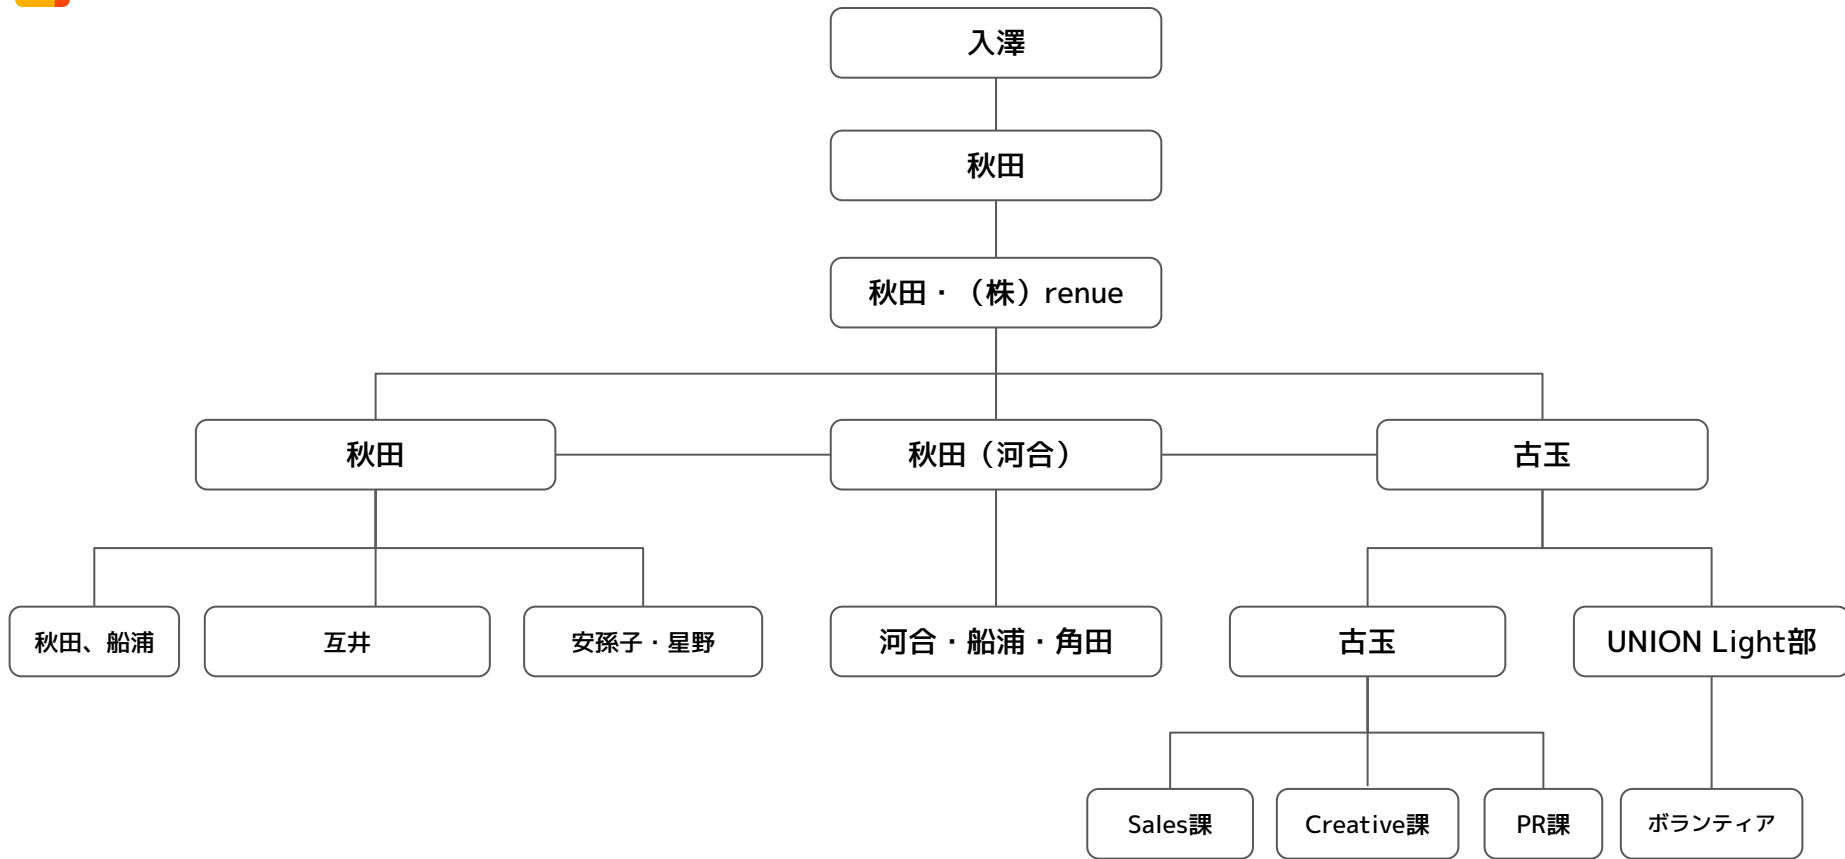 入澤
秋田
秋田・（株）renue
秋田
秋田（河合）
古玉
秋田、船浦
互井
安孫子・星野
河合・船浦・角田
古玉
UNION Light部
Sales課
Creative課
PR課
ボランティア